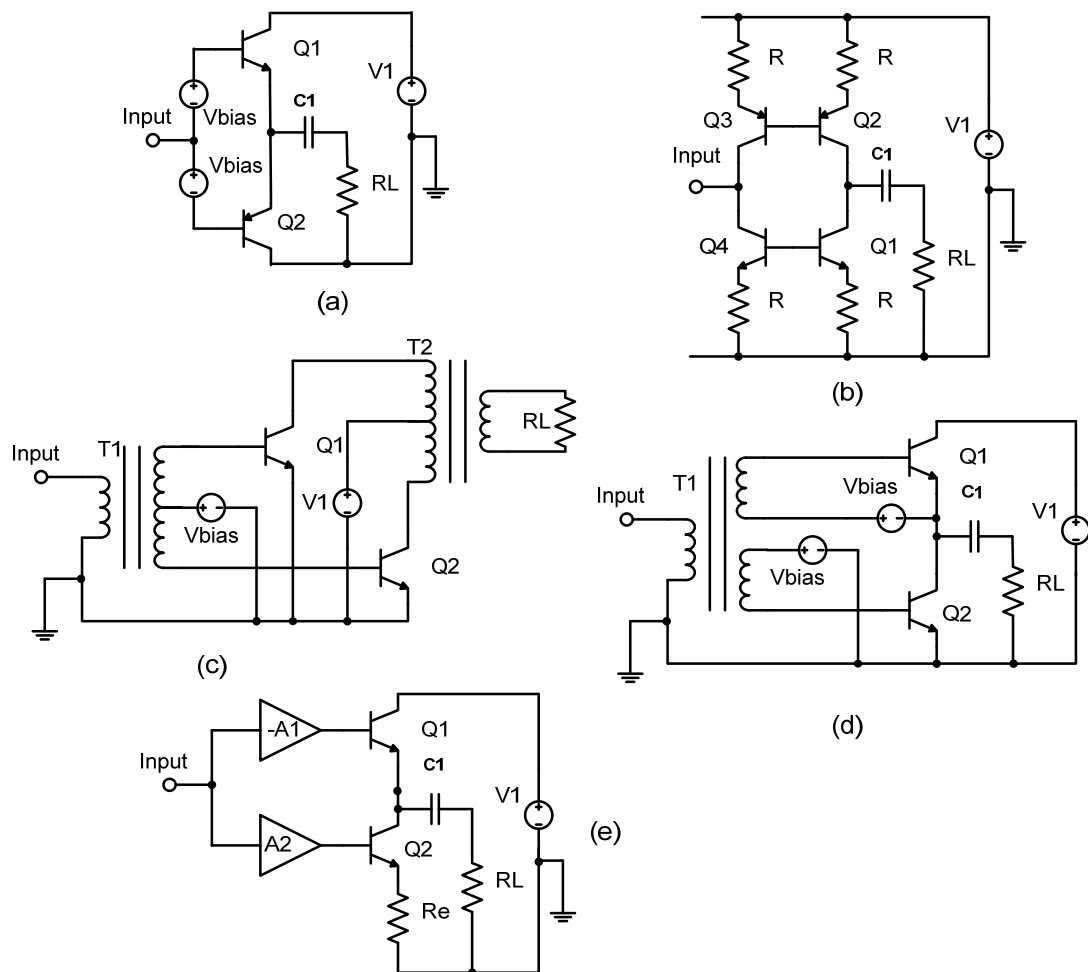 Q1
V1
C1
Input
Vbias
Vbias
RL
Q2
(a)
R
R
Q3
Q2
V1
Input
C1
Q4
Q1
RL
R
R
(b)
T2
RL
Input
T1
Q1
V1
Vbias
Q2
(c)
Q1
Vbias
C1
T1
V1
Input
Vbias
RL
Q2
(d)
-A1
Q1
Input
C1
V1
A2
Q2
RL
Re
(e)